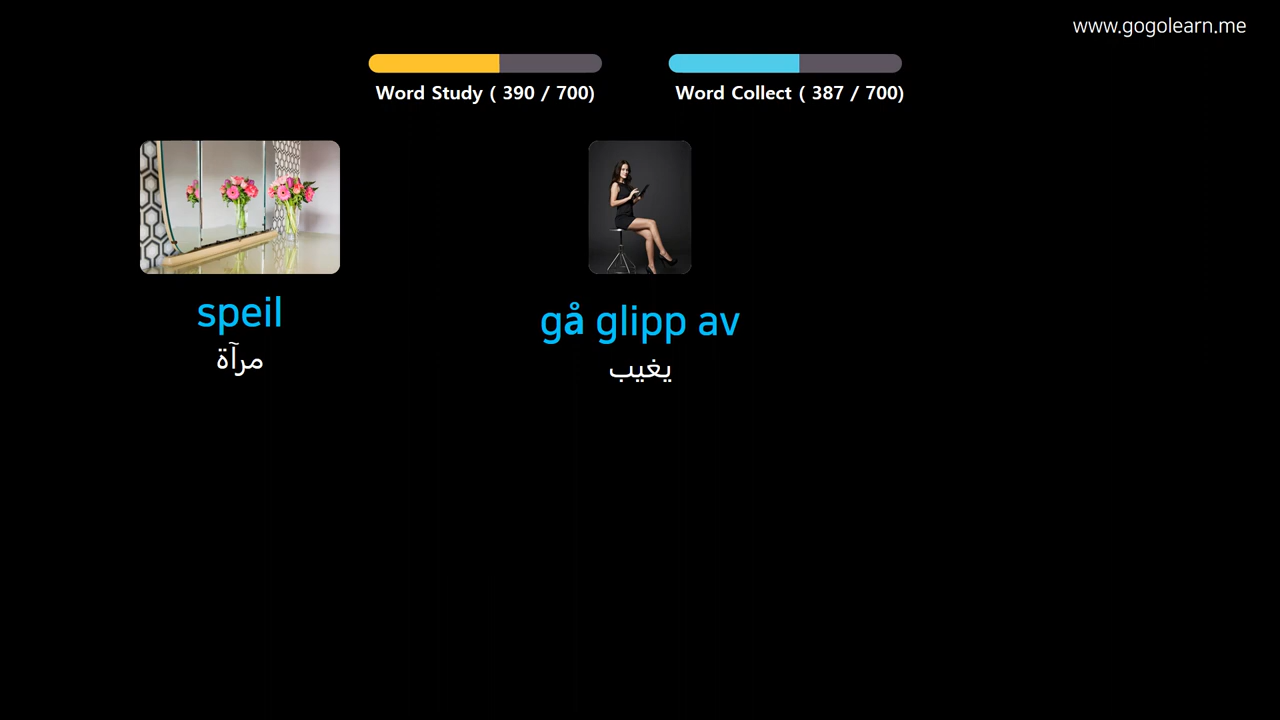 www.gogolearn.me
Word Study ( 390 / 700)
Word Collect ( 387 / 700)
speil
مرآة
gå glipp av
يغيب